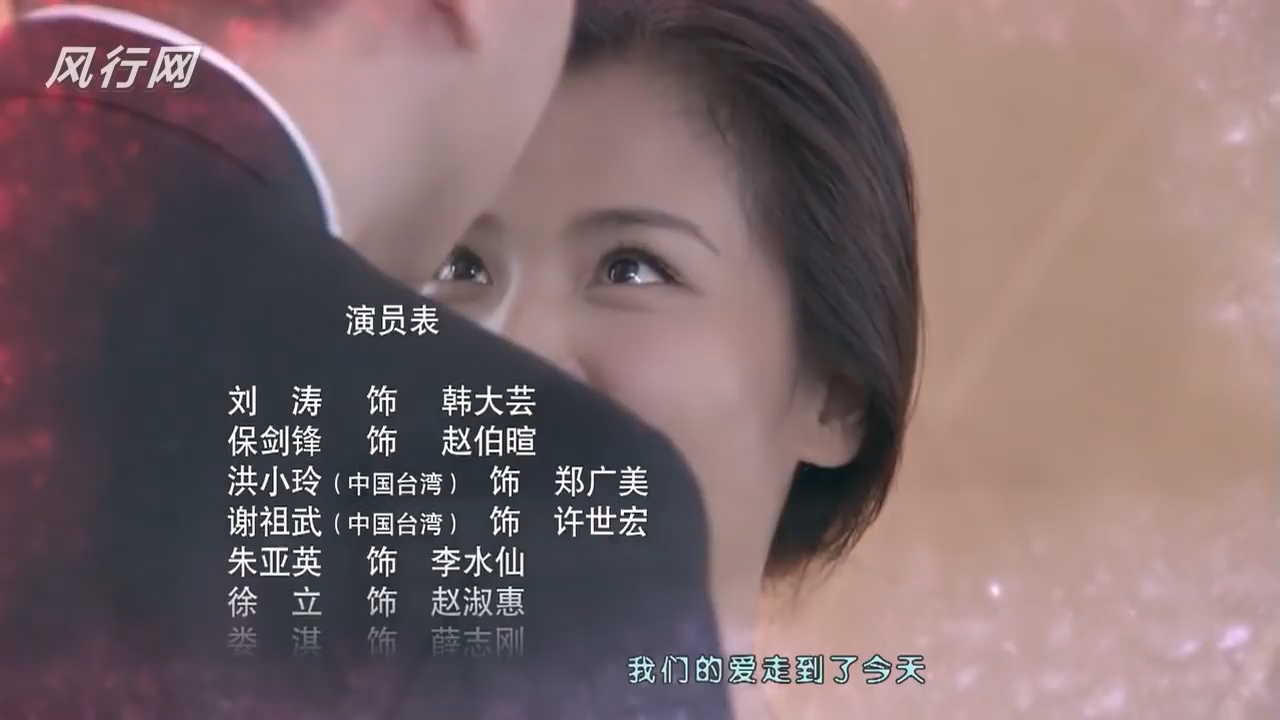 风行网
演员表
刘 涛 饰 韩大芸
保剑锋 饰 赵伯暄
洪小玲（中国台湾） 饰 郑广美
谢祖武（中国台湾） 饰 许世宏
朱亚英 饰 李水仙
徐 立 饰 赵淑惠
娄 淇 饰 薛志刚
我们的爱走到了今天